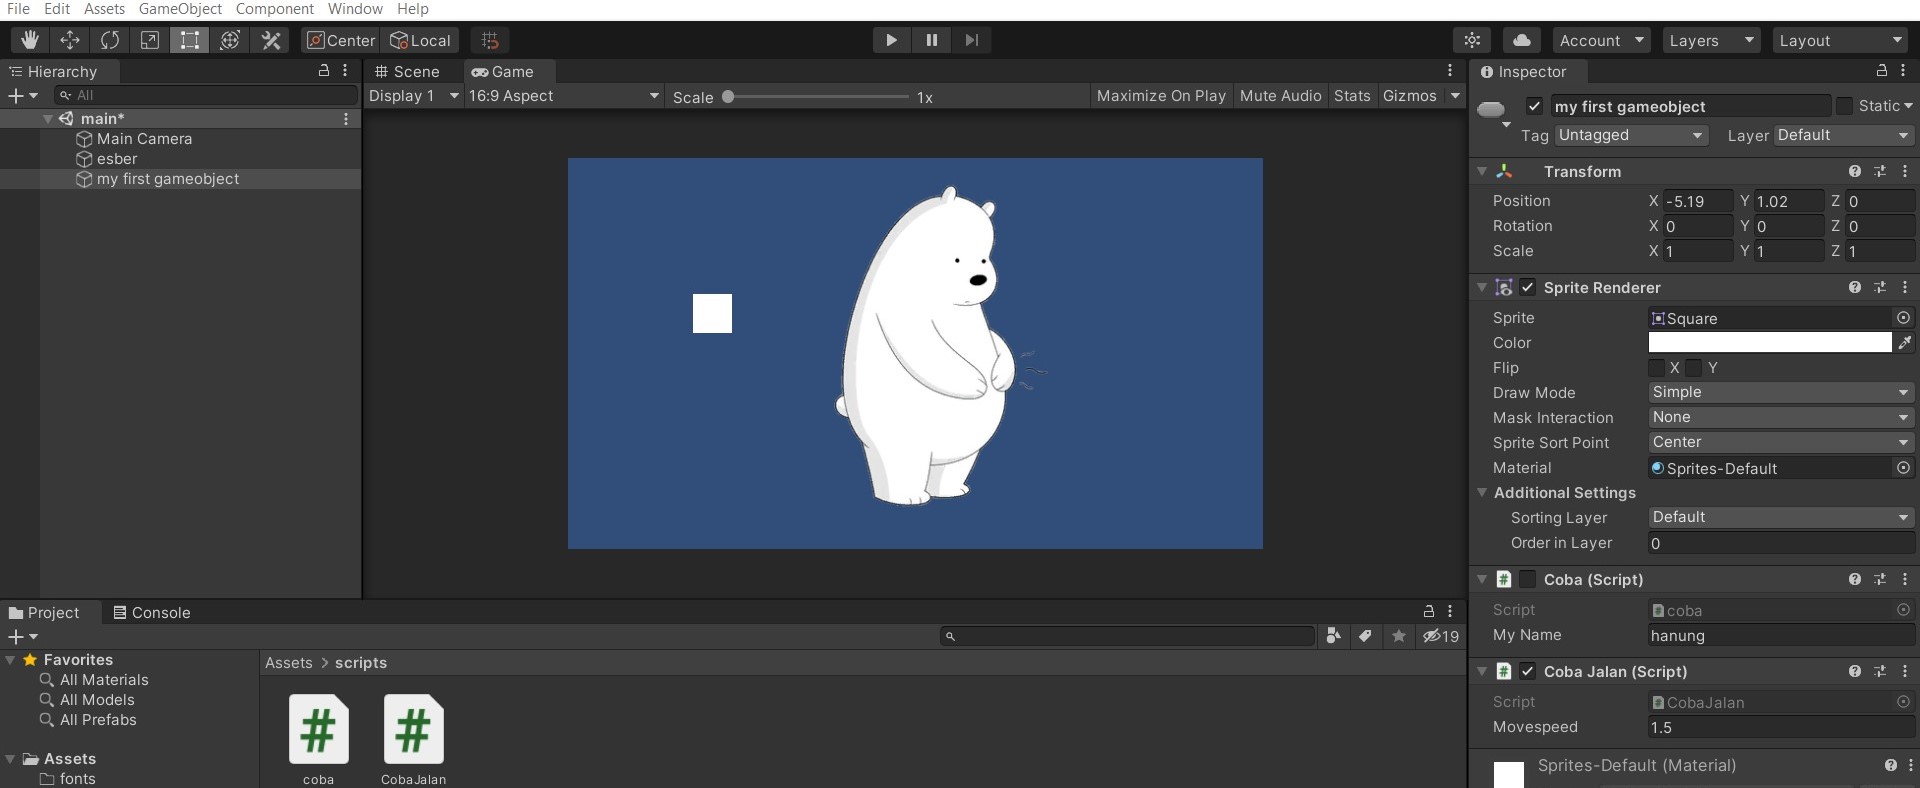 File Edit Assets GameObject Component Window Help
Center Local Account Layers Layout
Hierarchy
All
main*
Main Camera
esber
my first gameobject
Scene Game
Display 1 16:9 Aspect Scale 1x Maximize On Play Mute Audio Stats Gizmos
Inspector
my first gameobject Static
Tag Untagged Layer Default
Transform
Position X -5.19 Y 1.02 Z 0
Rotation X 0 Y 0 Z 0
Scale X 1 Y 1 Z 1
Sprite Renderer
Sprite Square
Color
Flip X Y
Draw Mode Simple
Mask Interaction None
Sprite Sort Point Center
Material Sprites-Default
Additional Settings
Sorting Layer Default
Order in Layer 0
# Coba (Script)
Script # coba
My Name hanung
# Coba Jalan (Script)
Script # CobaJalan
Movespeed 1.5
Sprites-Default (Material)
Project Console
19
Favorites
All Materials
All Models
All Prefabs
Assets
fonts
Assets > scripts
# #
coba CobaJalan